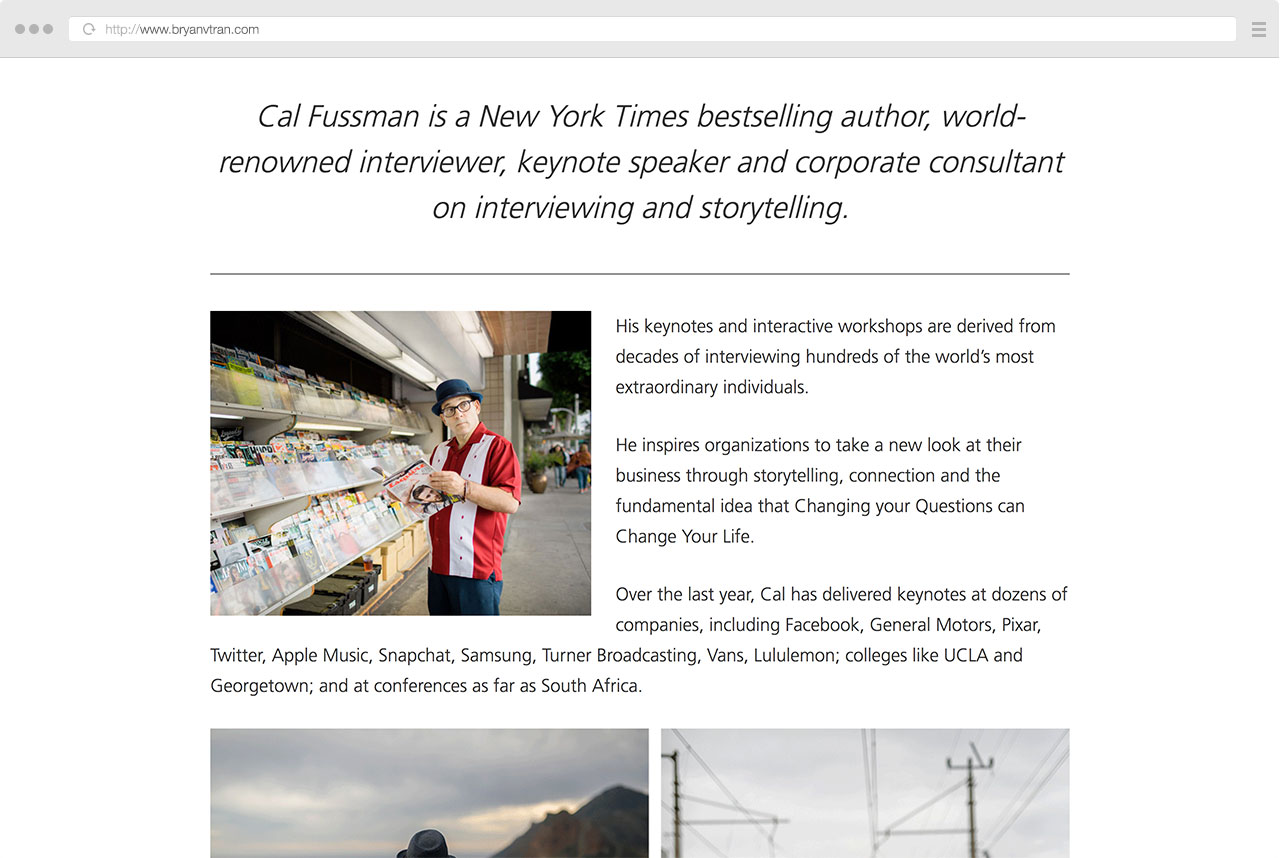 http://www.bryanvtran.com
Cal Fussman is a New York Times bestselling author, world-
renowned interviewer, keynote speaker and corporate consultant
on interviewing and storytelling.
His keynotes and interactive workshops are derived from
decades of interviewing hundreds of the world’s most
extraordinary individuals.
He inspires organizations to take a new look at their
business through storytelling, connection and the
fundamental idea that Changing your Questions can
Change Your Life.
Over the last year, Cal has delivered keynotes at dozens of
companies, including Facebook, General Motors, Pixar,
Twitter, Apple Music, Snapchat, Samsung, Turner Broadcasting, Vans, Lululemon; colleges like UCLA and
Georgetown; and at conferences as far as South Africa.